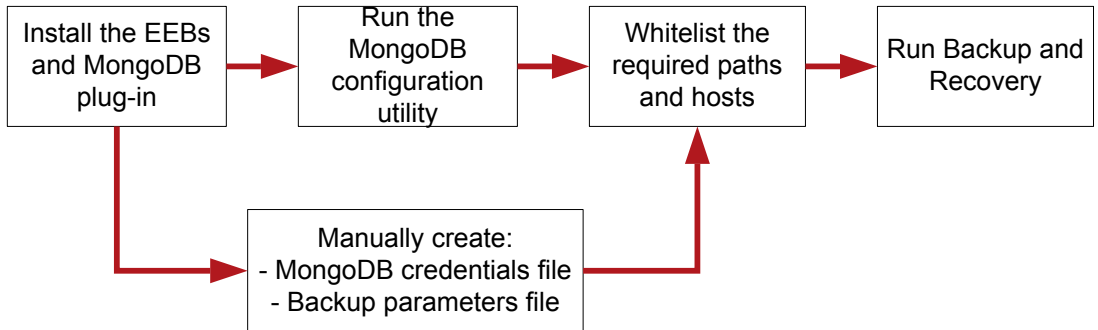 Install the EEBs
and MongoDB
plug-in
Run the
MongoDB
configuration
utility
Whitelist the
required paths
and hosts
Run Backup and
Recovery
Manually create:
- MongoDB credentials file
- Backup parameters file